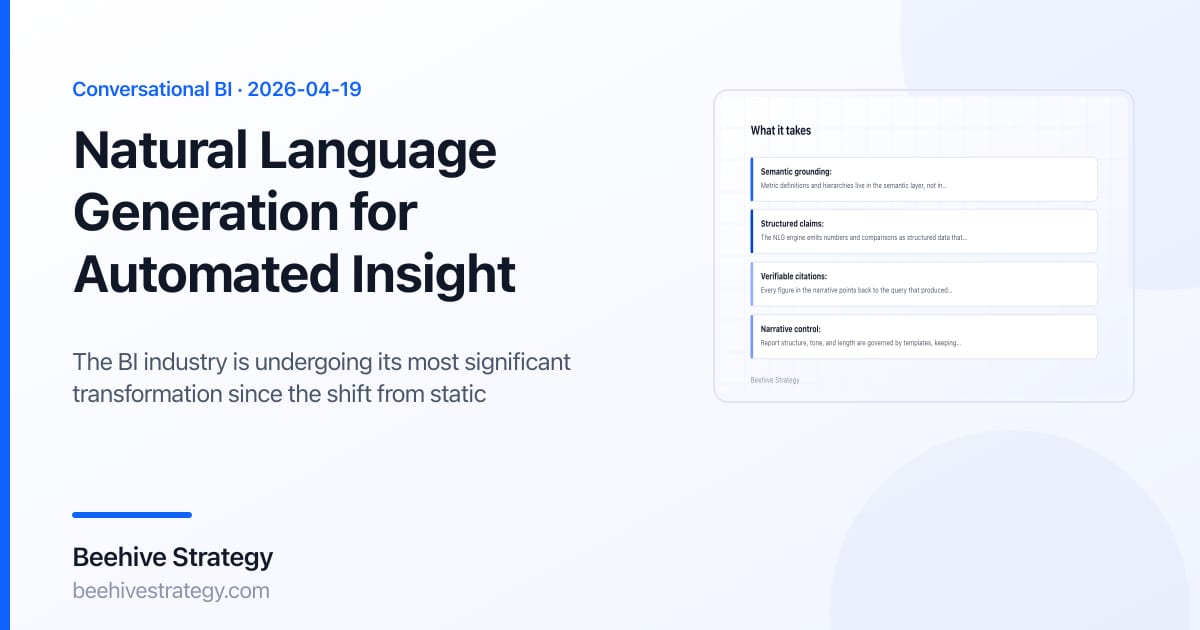 Conversational BI · 2026-04-19
Natural Language
Generation for
Automated Insight
The BI industry is undergoing its most significant
transformation since the shift from static
Beehive Strategy
beehivestrategy.com
What it takes
Semantic grounding:
Metric definitions and hierarchies live in the semantic layer, not in...
Structured claims:
The NLG engine emits numbers and comparisons as structured data that...
Verifiable citations:
Every figure in the narrative points back to the query that produced...
Narrative control:
Report structure, tone, and length are governed by templates, keeping...
Beehive Strategy